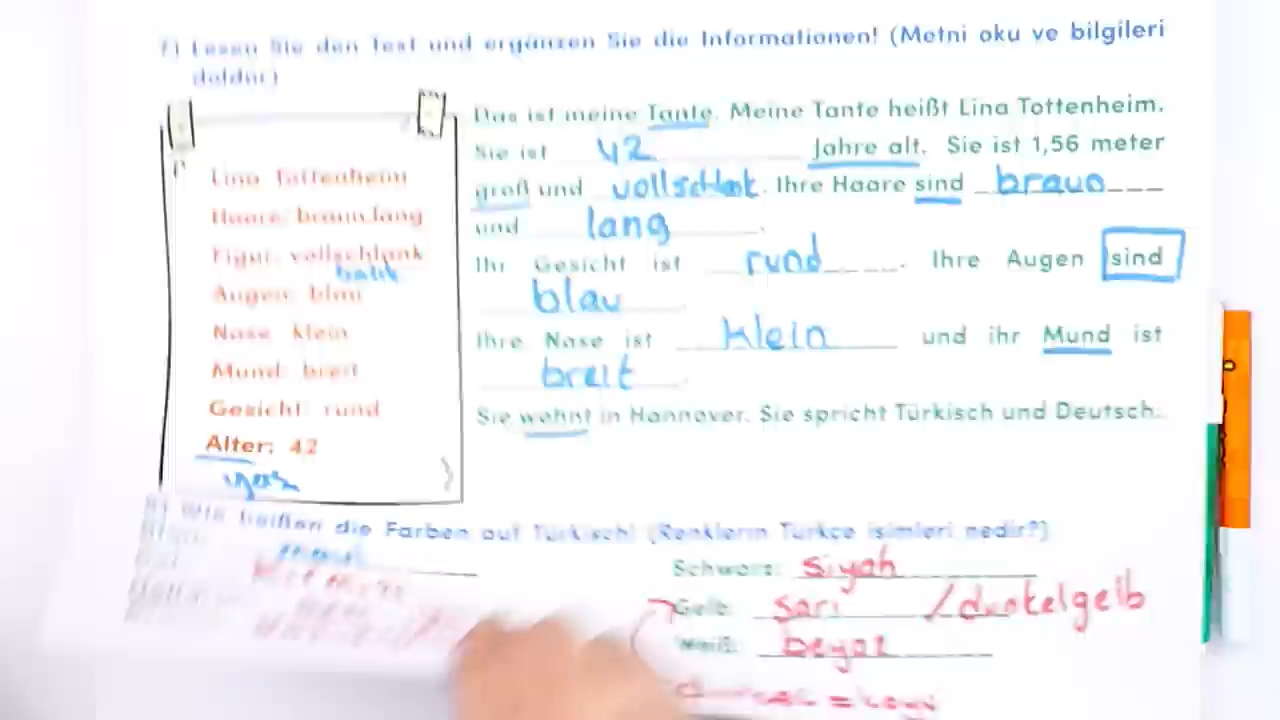 7) Lesen Sie den Text und ergänzen Sie die Informationen! (Metni oku ve bilgileri
doldur)
Lina Tottenheim
Haare: braun,lang
Figur: vollschlank
balık
Augen: blau
Nase: klein
Mund: breit
Gesicht: rund
Alter: 42
Das ist meine Tante. Meine Tante heißt Lina Tottenheim.
Sie ist 42 Jahre alt. Sie ist 1,56 meter
groß und vollschlank. Ihre Haare sind braun
und lang.
Ihr Gesicht ist rund. Ihre Augen sind
blau
Ihre Nase ist klein und ihr Mund ist
breit.
Sie wohnt in Hannover. Sie spricht Türkisch und Deutsch.
8) Wie heißen die Farben auf Türkisch! (Renklerin Türkçe isimleri nedir?)
Schwarz: siyah
Gelb: sarı / dunkelgelb
Weiß: beyaz